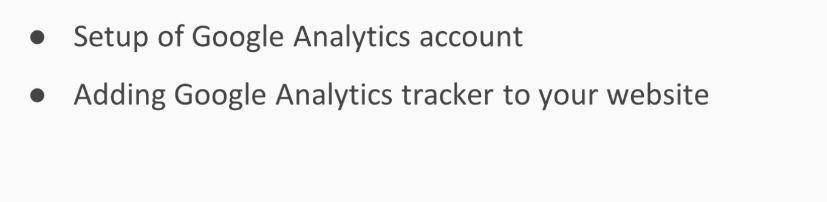 ● Setup of Google Analytics account
● Adding Google Analytics tracker to your website